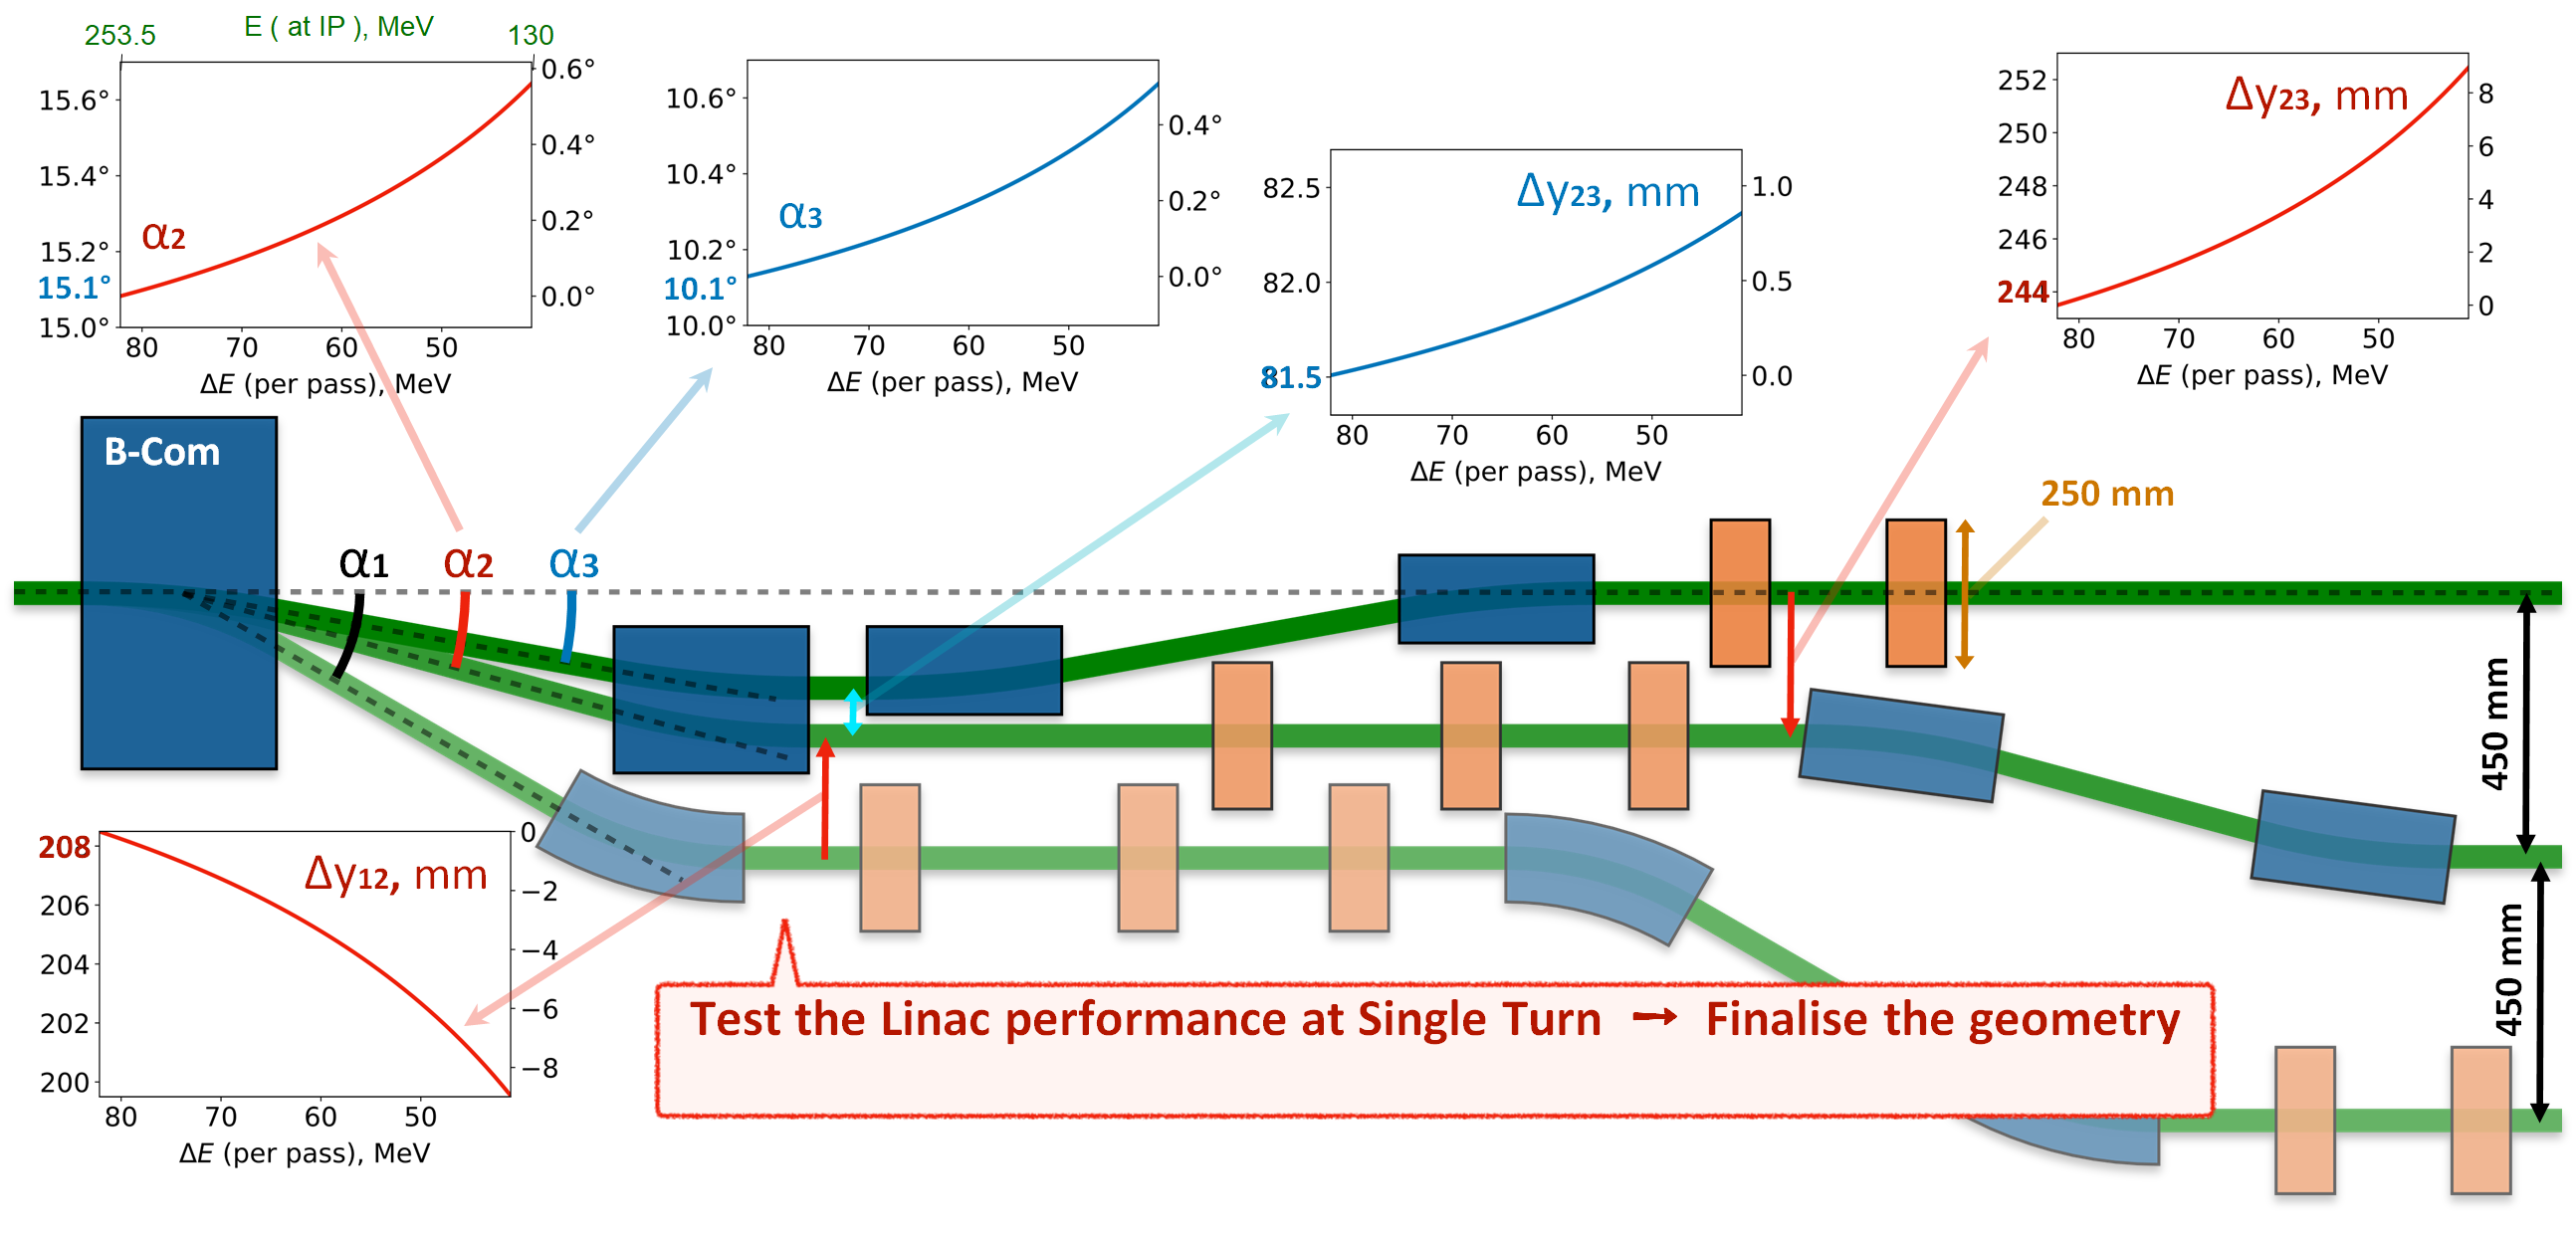 253.5 E ( at IP ), MeV 130
15.6°
15.4°
15.2°
15.1°
15.0°
0.6°
0.4°
0.2°
0.0°
α2
80 70 60 50
ΔE (per pass), MeV
10.6°
10.4°
10.2°
10.1°
10.0°
0.4°
0.2°
0.0°
α3
80 70 60 50
ΔE (per pass), MeV
82.5
82.0
81.5
1.0
0.5
0.0
Δy23, mm
80 70 60 50
ΔE (per pass), MeV
252
250
248
246
244
8
6
4
2
0
Δy23, mm
80 70 60 50
ΔE (per pass), MeV
B-Com
α1 α2 α3
250 mm
450 mm
450 mm
208
206
204
202
200
0
−2
−4
−6
−8
Δy12, mm
80 70 60 50
ΔE (per pass), MeV
Test the Linac performance at Single Turn → Finalise the geometry